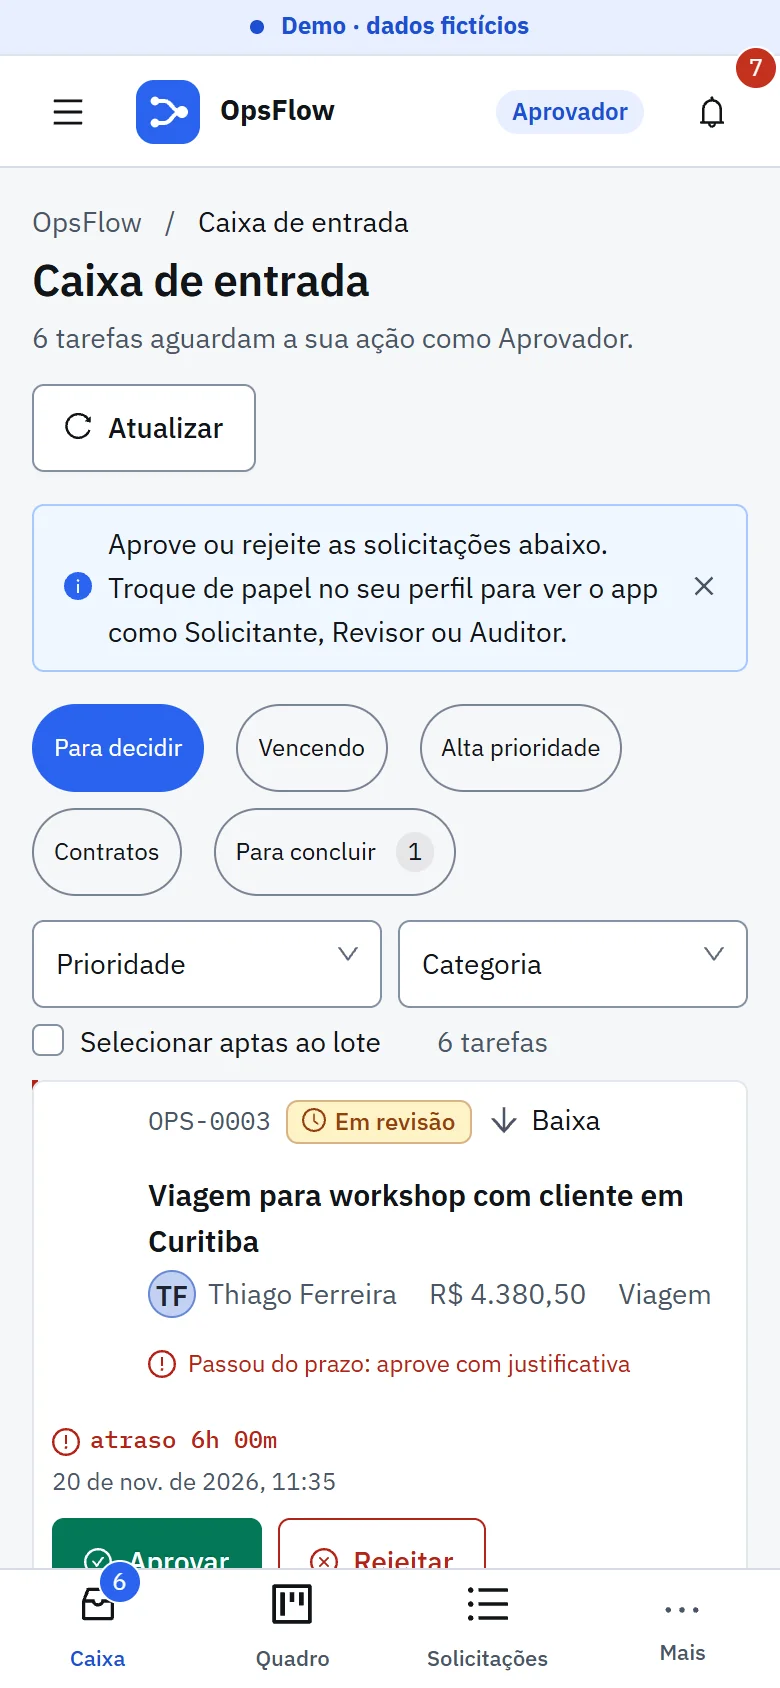 Demo · dados fictícios
7
OpsFlow
Aprovador
OpsFlow / Caixa de entrada
Caixa de entrada
6 tarefas aguardam a sua ação como Aprovador.
Atualizar
Aprove ou rejeite as solicitações abaixo.
Troque de papel no seu perfil para ver o app
como Solicitante, Revisor ou Auditor.
Para decidir
Vencendo
Alta prioridade
Contratos
Para concluir 1
Prioridade
Categoria
Selecionar aptas ao lote
6 tarefas
OPS-0003
Em revisão
Baixa
Viagem para workshop com cliente em
Curitiba
TF Thiago Ferreira R$ 4.380,50 Viagem
Passou do prazo: aprove com justificativa
atraso 6h 00m
20 de nov. de 2026, 11:35
Aprovar
Rejeitar
6
Caixa
Quadro
Solicitações
Mais